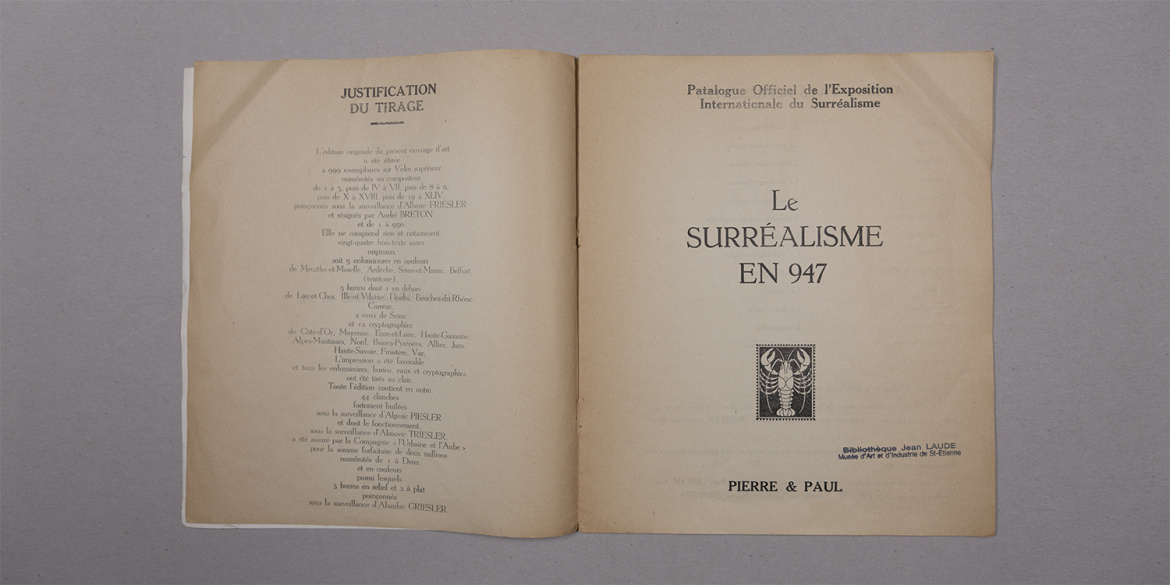 JUSTIFICATION
DU TIRAGE
L'édition originale du présent ouvrage d'art
a été étirée
à 999 exemplaires sur Velin supérieur
numérotés au composteur
de 1 à 3, puis de IV à VII, puis de 8 à 9,
puis de X à XVIII, puis de 19 à XLIV,
poinçonnés sous la surveillance d'Alberic FRIESLER
et résignés par André BRETON
et de 1 à 950.
Elle ne comprend rien et notamment
vingt-quatre hors-texte avec
originaux
soit 5 enluminures en couleurs
de Meurthe-et-Moselle, Ardèche, Seine-et-Marne, Belfort
(territoire),
5 burins dont 1 en dehors
de Loir-et-Cher, Ille-et-Vilaine, Doubs, Bouches-du-Rhône,
Corrèze,
2 eaux de Seine
et 12 cryptographies
de Côte-d'Or, Mayenne, Eure-et-Loire, Haute-Garonne,
Alpes-Maritimes, Nord, Basses-Pyrénées, Allier, Jura,
Haute-Savoie, Finistère, Var.
L'impression a été favorable
et tous les enluminures, burins, eaux et cryptographies
ont été tirés au clair.
Toute l'édition contient en outre
44 clanches
fortement huilées
sous la surveillance d' PIESLER
et dont le fonctionnement,
sous la surveillance d' TRIESLER,
a été assuré par la Compagnie « l'Urbaine et l'Aube »
pour la somme forfaitaire de deux millions
numérotés de 1 à Deux
et en couleurs
parmi lesquels
3 burins en relief et 2 à plat
poinçonnés
sous la surveillance d' GRIESLER
Patalogue Officiel de l'Exposition
Internationale du Surréalisme
Le
SURRÉALISME
EN 947
Bibliothèque Jean LAUDE
Musée d'Art et d'Industrie de St-Etienne
PIERRE & PAUL